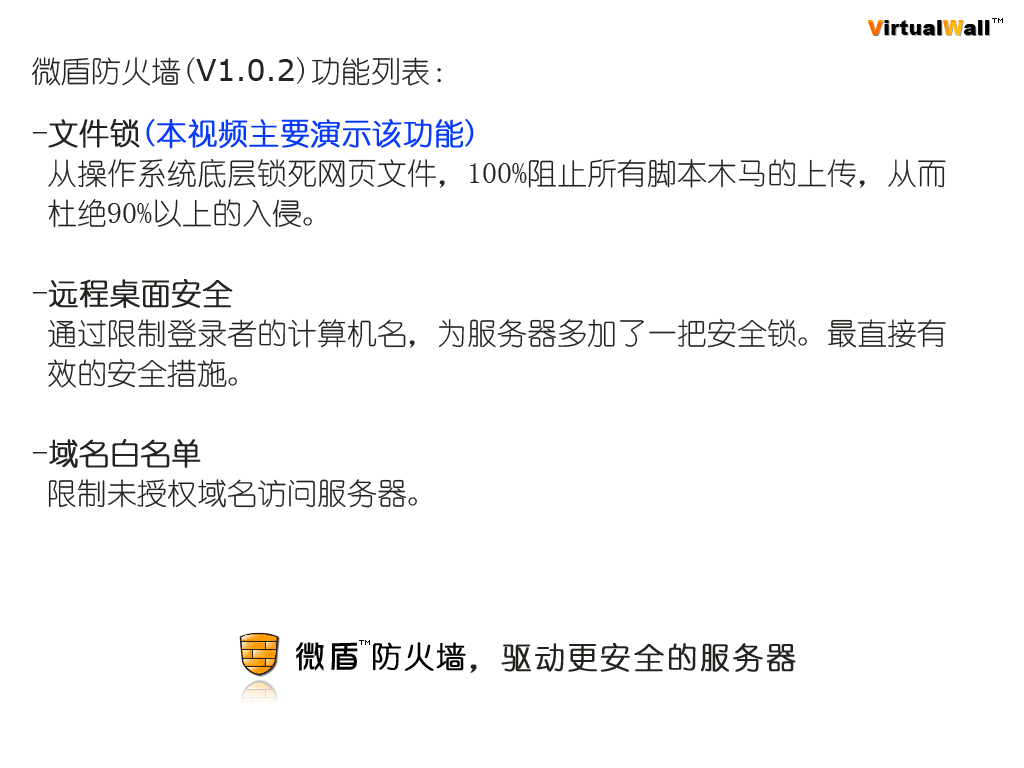 VirtualWall™
微盾防火墙(V1.0.2)功能列表:
-文件锁(本视频主要演示该功能)
从操作系统底层锁死网页文件，100%阻止所有脚本木马的上传，从而
杜绝90%以上的入侵。
-远程桌面安全
通过限制登录者的计算机名，为服务器多加了一把安全锁。最直接有
效的安全措施。
-域名白名单
限制未授权域名访问服务器。
微盾™防火墙，驱动更安全的服务器